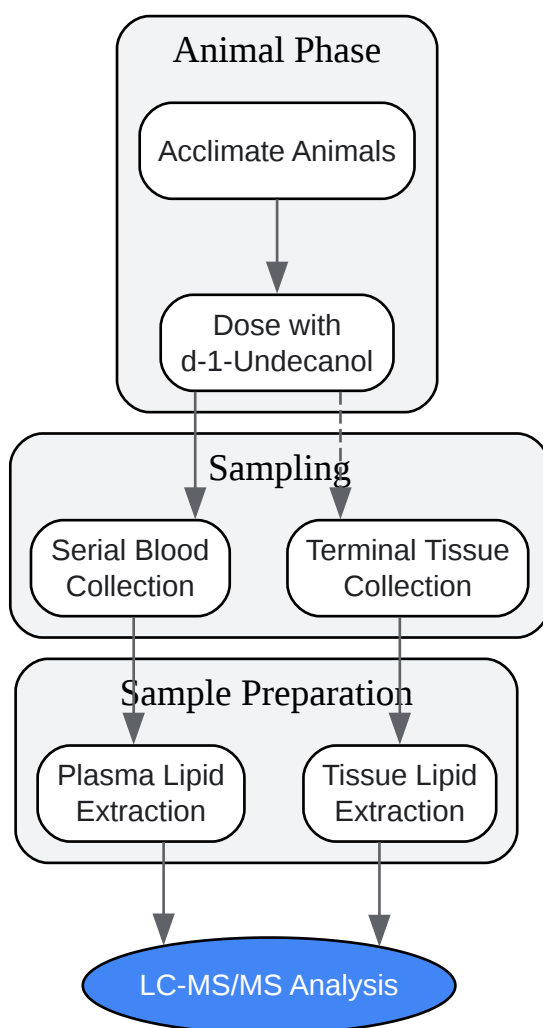 Animal Phase
Acclimate Animals
Dose with
d-1-Undecanol
Sampling
Serial Blood
Collection
Terminal Tissue
Collection
Sample Preparation
Plasma Lipid
Extraction
Tissue Lipid
Extraction
LC-MS/MS Analysis